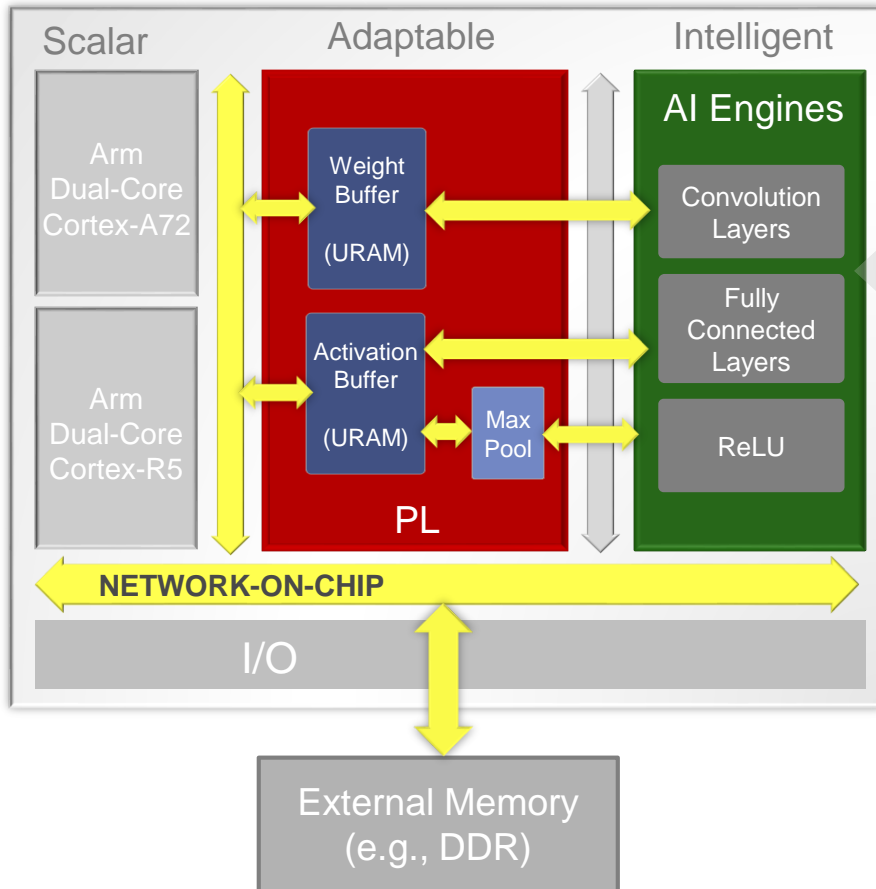 Scalar
Adaptable
Intelligent
Arm
Dual-Core
Cortex-A72
Arm
Dual-Core
Cortex-R5
Weight
Buffer
(URAM)
Activation
Buffer
(URAM)
Max
Pool
PL
AI Engines
Convolution
Layers
Fully
Connected
Layers
ReLU
NETWORK-ON-CHIP
I/O
External Memory
(e.g., DDR)